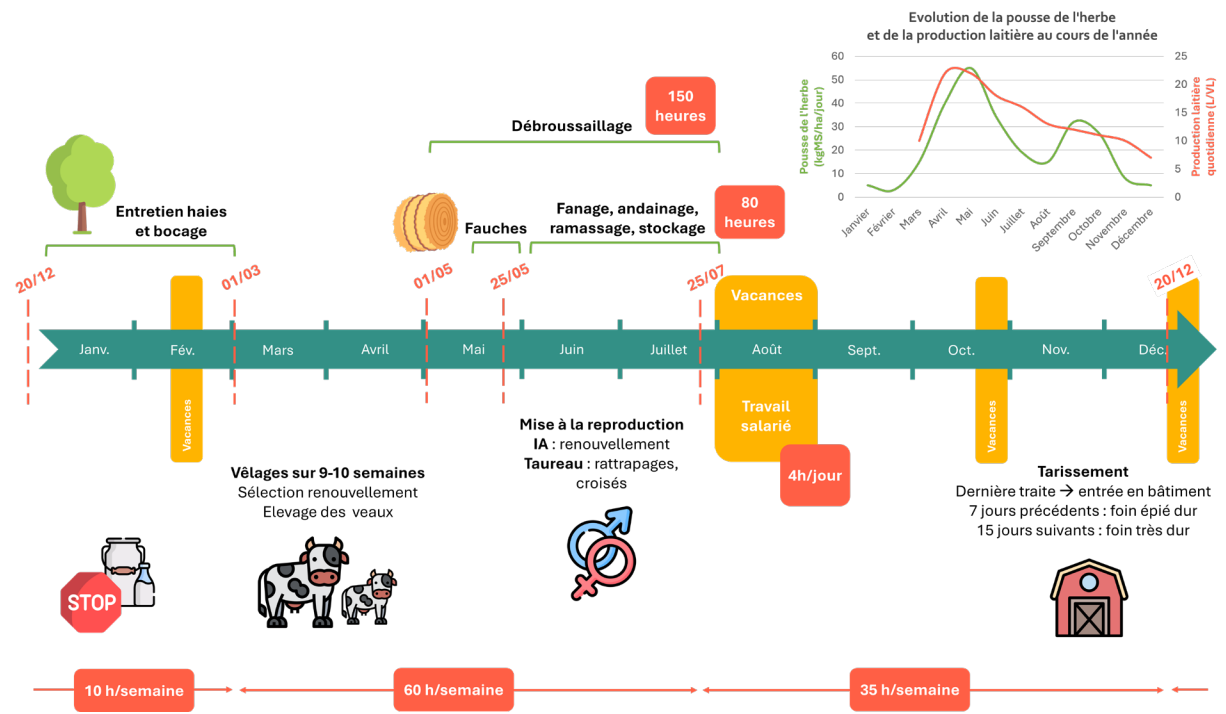 Evolution de la pousse de l'herbe
et de la production laitière au cours de l'année
Pousse de l'herbe
(kgMS/ha/jour)
60
50
40
30
20
10
0
25
20
15
10
5
0
Production laitière
quotidienne (L/VL)
Janvier
Février
Mars
Avril
Mai
Juin
Juillet
Août
Septembre
Octobre
Novembre
Décembre
150
heures
Débroussaillage
80
heures
Fanage, andainage,
ramassage, stockage
Fauches
Entretien haies
et bocage
20/12
01/03
01/05
25/05
25/07
20/12
Vacances
Janv.
Fév.
Mars
Avril
Mai
Juin
Juillet
Août
Sept.
Oct.
Nov.
Déc.
Vacances
Travail
salarié
4h/jour
Vacances
Vacances
Vêlages sur 9-10 semaines
Sélection renouvellement
Elevage des veaux
Mise à la reproduction
IA : renouvellement
Taureau : rattrapages,
croisés
Tarissement
Dernière traite → entrée en bâtiment
7 jours précédents : foin épié dur
15 jours suivants : foin très dur
STOP
10 h/semaine
60 h/semaine
35 h/semaine